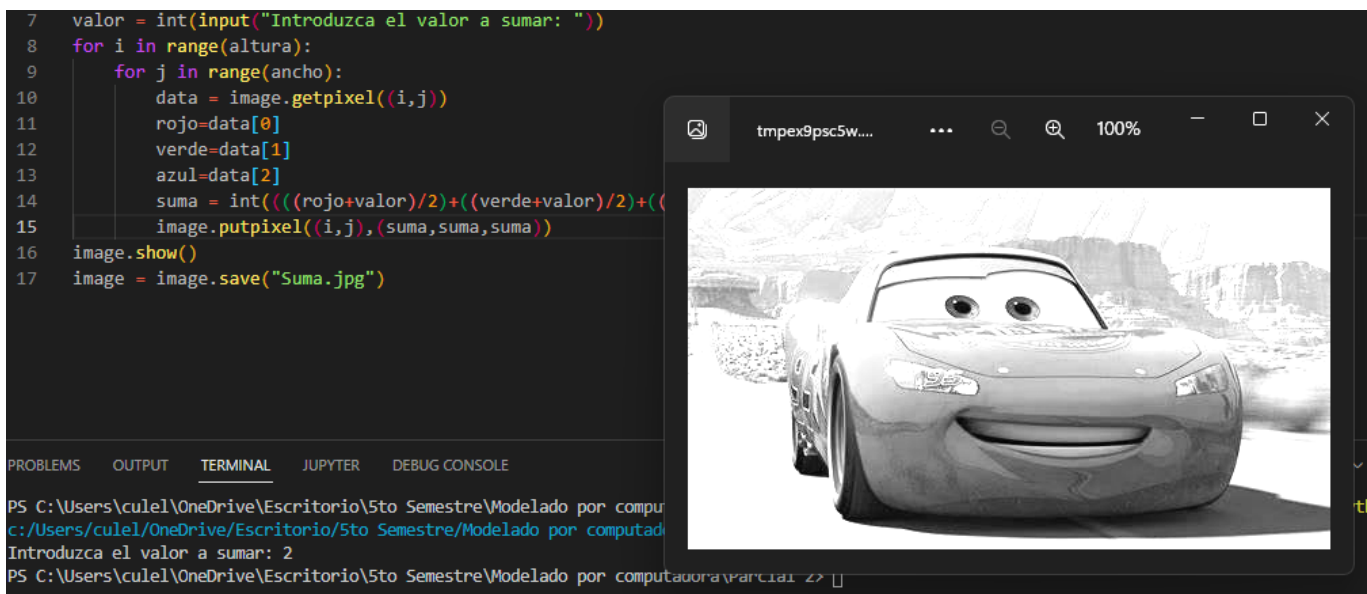 7 valor = int(input("Introduzca el valor a sumar: "))
8 for i in range(altura):
9 for j in range(ancho):
10 data = image.getpixel((i,j))
11 rojo=data[0]
12 verde=data[1]
13 azul=data[2]
14 suma = int((((rojo+valor)/2)+((verde+valor)/2)+((
15 image.putpixel((i,j),(suma,suma,suma))
16 image.show()
17 image = image.save("Suma.jpg")
tmpex9psc5w.... ••• 100%
95
PROBLEMS OUTPUT TERMINAL JUPYTER DEBUG CONSOLE
PS C:\Users\culel\OneDrive\Escritorio\5to Semestre\Modelado por compu
c:/Users/culel/OneDrive/Escritorio/5to Semestre/Modelado por computad
Introduzca el valor a sumar: 2
PS C:\Users\culel\OneDrive\Escritorio\5to Semestre\Modelado por computadora\Parcial 2>